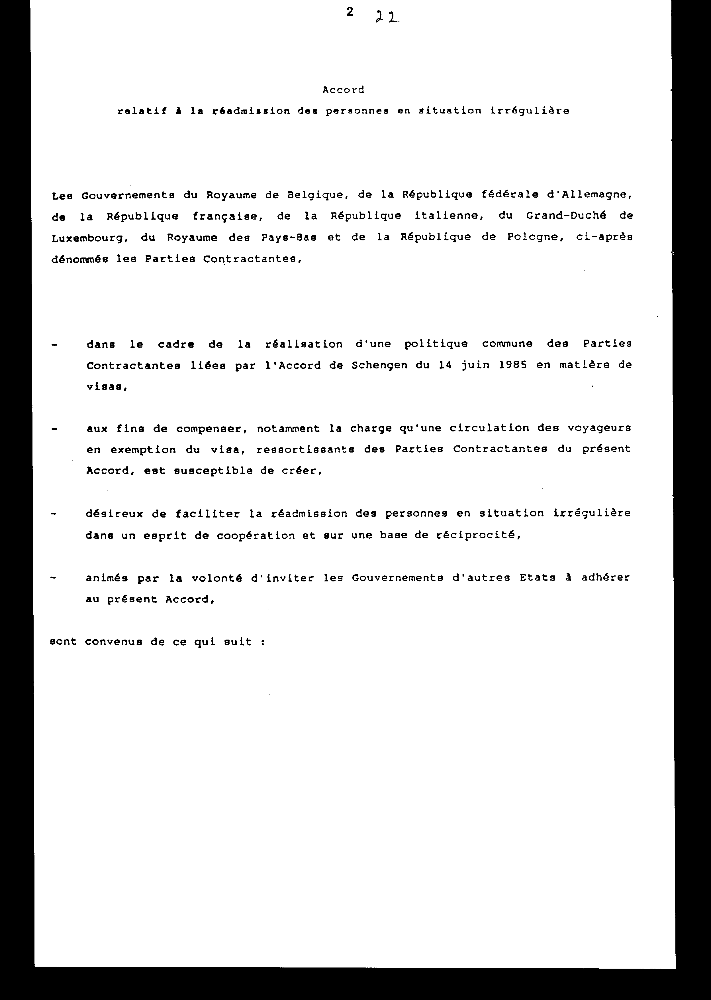 2 22
Accord
relatif à la réadmission des personnes en situation irrégulière
Les Gouvernements du Royaume de Belgique, de la République fédérale d'Allemagne,
de la République française, de la République italienne, du Grand-Duché de
Luxembourg, du Royaume des Pays-Bas et de la République de Pologne, ci-après
dénommés les Parties Contractantes,
- dans le cadre de la réalisation d'une politique commune des Parties
Contractantes liées par l'Accord de Schengen du 14 juin 1985 en matière de
visas,
- aux fins de compenser, notamment la charge qu'une circulation des voyageurs
en exemption du visa, ressortissants des Parties Contractantes du présent
Accord, est susceptible de créer,
- désireux de faciliter la réadmission des personnes en situation irrégulière
dans un esprit de coopération et sur une base de réciprocité,
- animés par la volonté d'inviter les Gouvernements d'autres Etats à adhérer
au présent Accord,
sont convenus de ce qui suit :